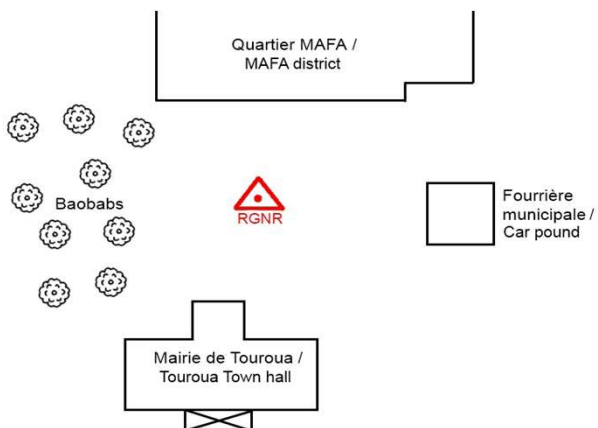 Quartier MAFA /
MAFA district
Baobabs
RGNR
Fourrière
municipale /
Car pound
Mairie de Touroua /
Touroua Town hall